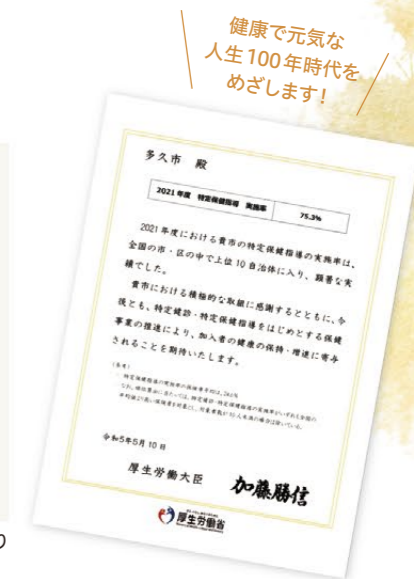 健康で元気な
人生100年時代を
めざします!
多久市 殿
2021年度 特定保健指導 実施率 75.3%
2021年度における貴市の特定保健指導の実施率は、
全国の市・区の中で上位10自治体に入り、顕著な実
績でした。
貴市における積極的な取組に感謝するとともに、今
後とも、特定健診・特定保健指導をはじめとする保健
事業の推進により、加入者の健康の保持・増進に寄与
されることを期待いたします。
(参考)
令和5年5月10日
厚生労働大臣 加藤勝信
厚生労働省
り